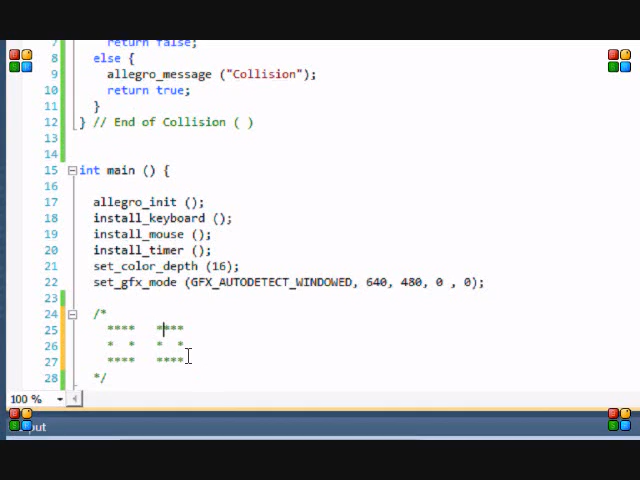 7 return false;
8 else {
9 allegro_message ("Collision");
10 return true;
11 }
12 } // End of Collision ( )
13
14
15 int main () {
16
17 allegro_init ();
18 install_keyboard ();
19 install_mouse ();
20 install_timer ();
21 set_color_depth (16);
22 set_gfx_mode (GFX_AUTODETECT_WINDOWED, 640, 480, 0 , 0);
23
24 /*
25 **** ****
26 * * * *
27 **** ****
28 */
100 %
put